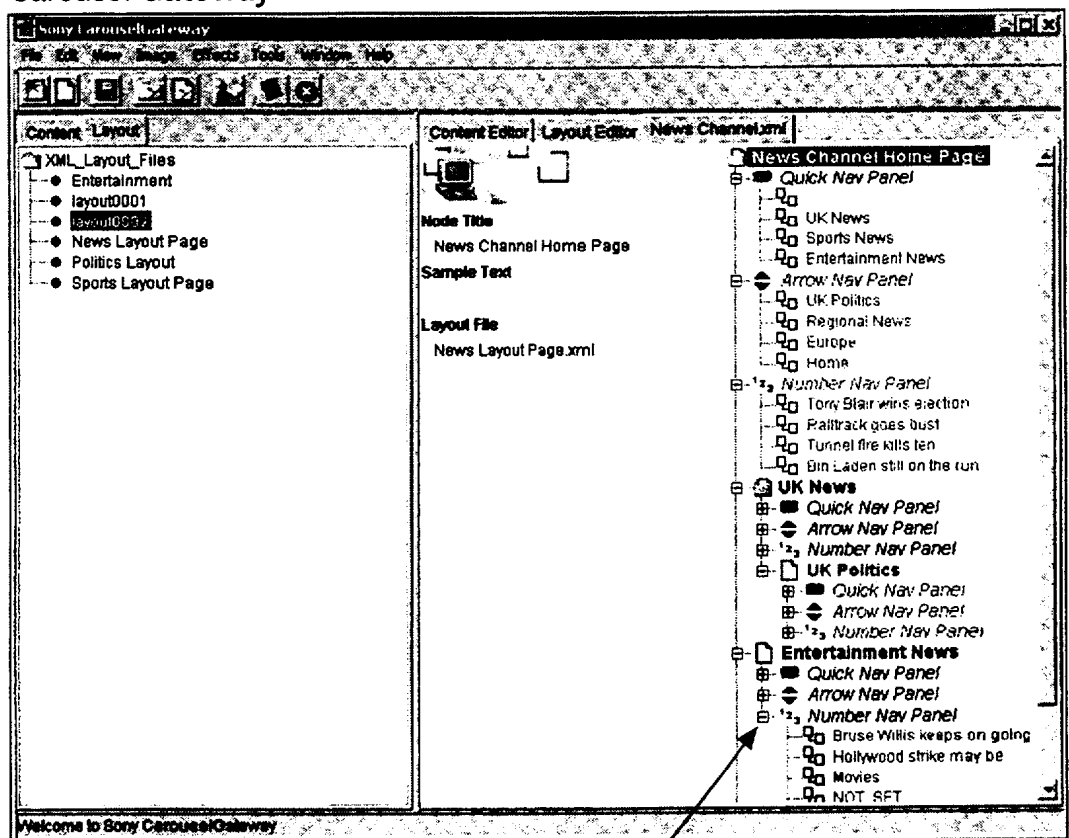 Carousel Gateway
Sony CarouselGateway
File Edit View Image Effects Tools Window Help
Content Layout
XML_Layout_Files
Entertainment
layout0001
News Layout Page
Politics Layout
Sports Layout Page
Content Editor Layout Editor News Channel.xml
Node Title
News Channel Home Page
Sample Text
Layout File
News Layout Page.xml
News Channel Home Page
Quick Nav Panel
UK News
Sports News
Entertainment News
Arrow Nav Panel
UK Politics
Regional News
Europe
Home
123 Number Nav Panel
Tony Blair wins election
Railtrack goes bust
Tunnel fire kills ten
Bin Laden still on the run
UK News
Quick Nav Panel
Arrow Nav Panel
123 Number Nav Panel
UK Politics
Quick Nav Panel
Arrow Nav Panel
123 Number Nav Panel
Entertainment News
Quick Nav Panel
Arrow Nav Panel
123 Number Nav Panel
Bruse Willis keeps on going
Hollywood strike may be
Movies
NOT_SET
Welcome to Sony CarouselGateway